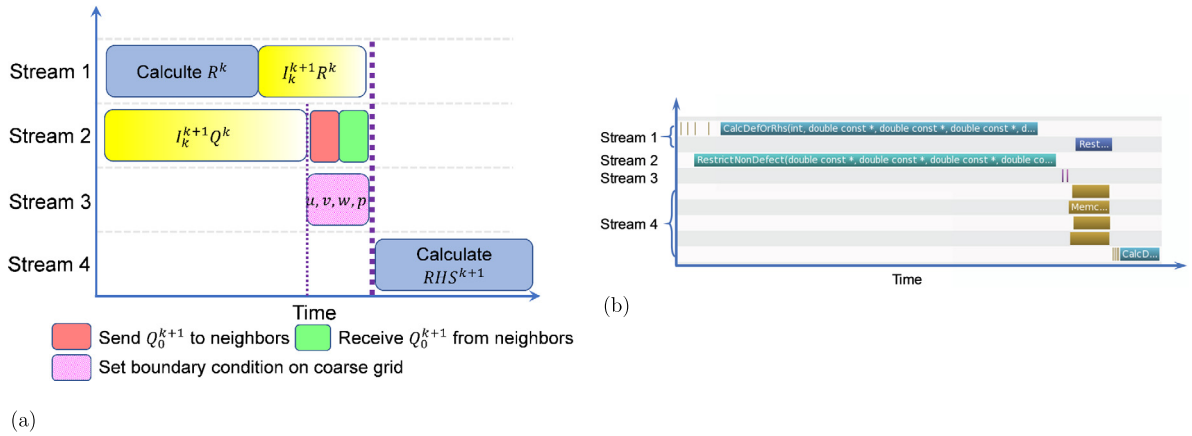 Stream 1
Calculte R^k
I_k^{k+1} R^k
Stream 2
I_k^{k+1} Q^k
Stream 3
u, v, w, p
Stream 4
Calculate
RHS^{k+1}
Time
Send Q_0^{k+1} to neighbors
Receive Q_0^{k+1} from neighbors
Set boundary condition on coarse grid
(a)
Stream 1
CalcDefOrRhs(int, double const *, double const *, double const *, d...
Rest...
Stream 2
RestrictNonDefect(double const *, double const *, double const *, double co...
Stream 3
Stream 4
Memc...
CalcD...
Time
(b)